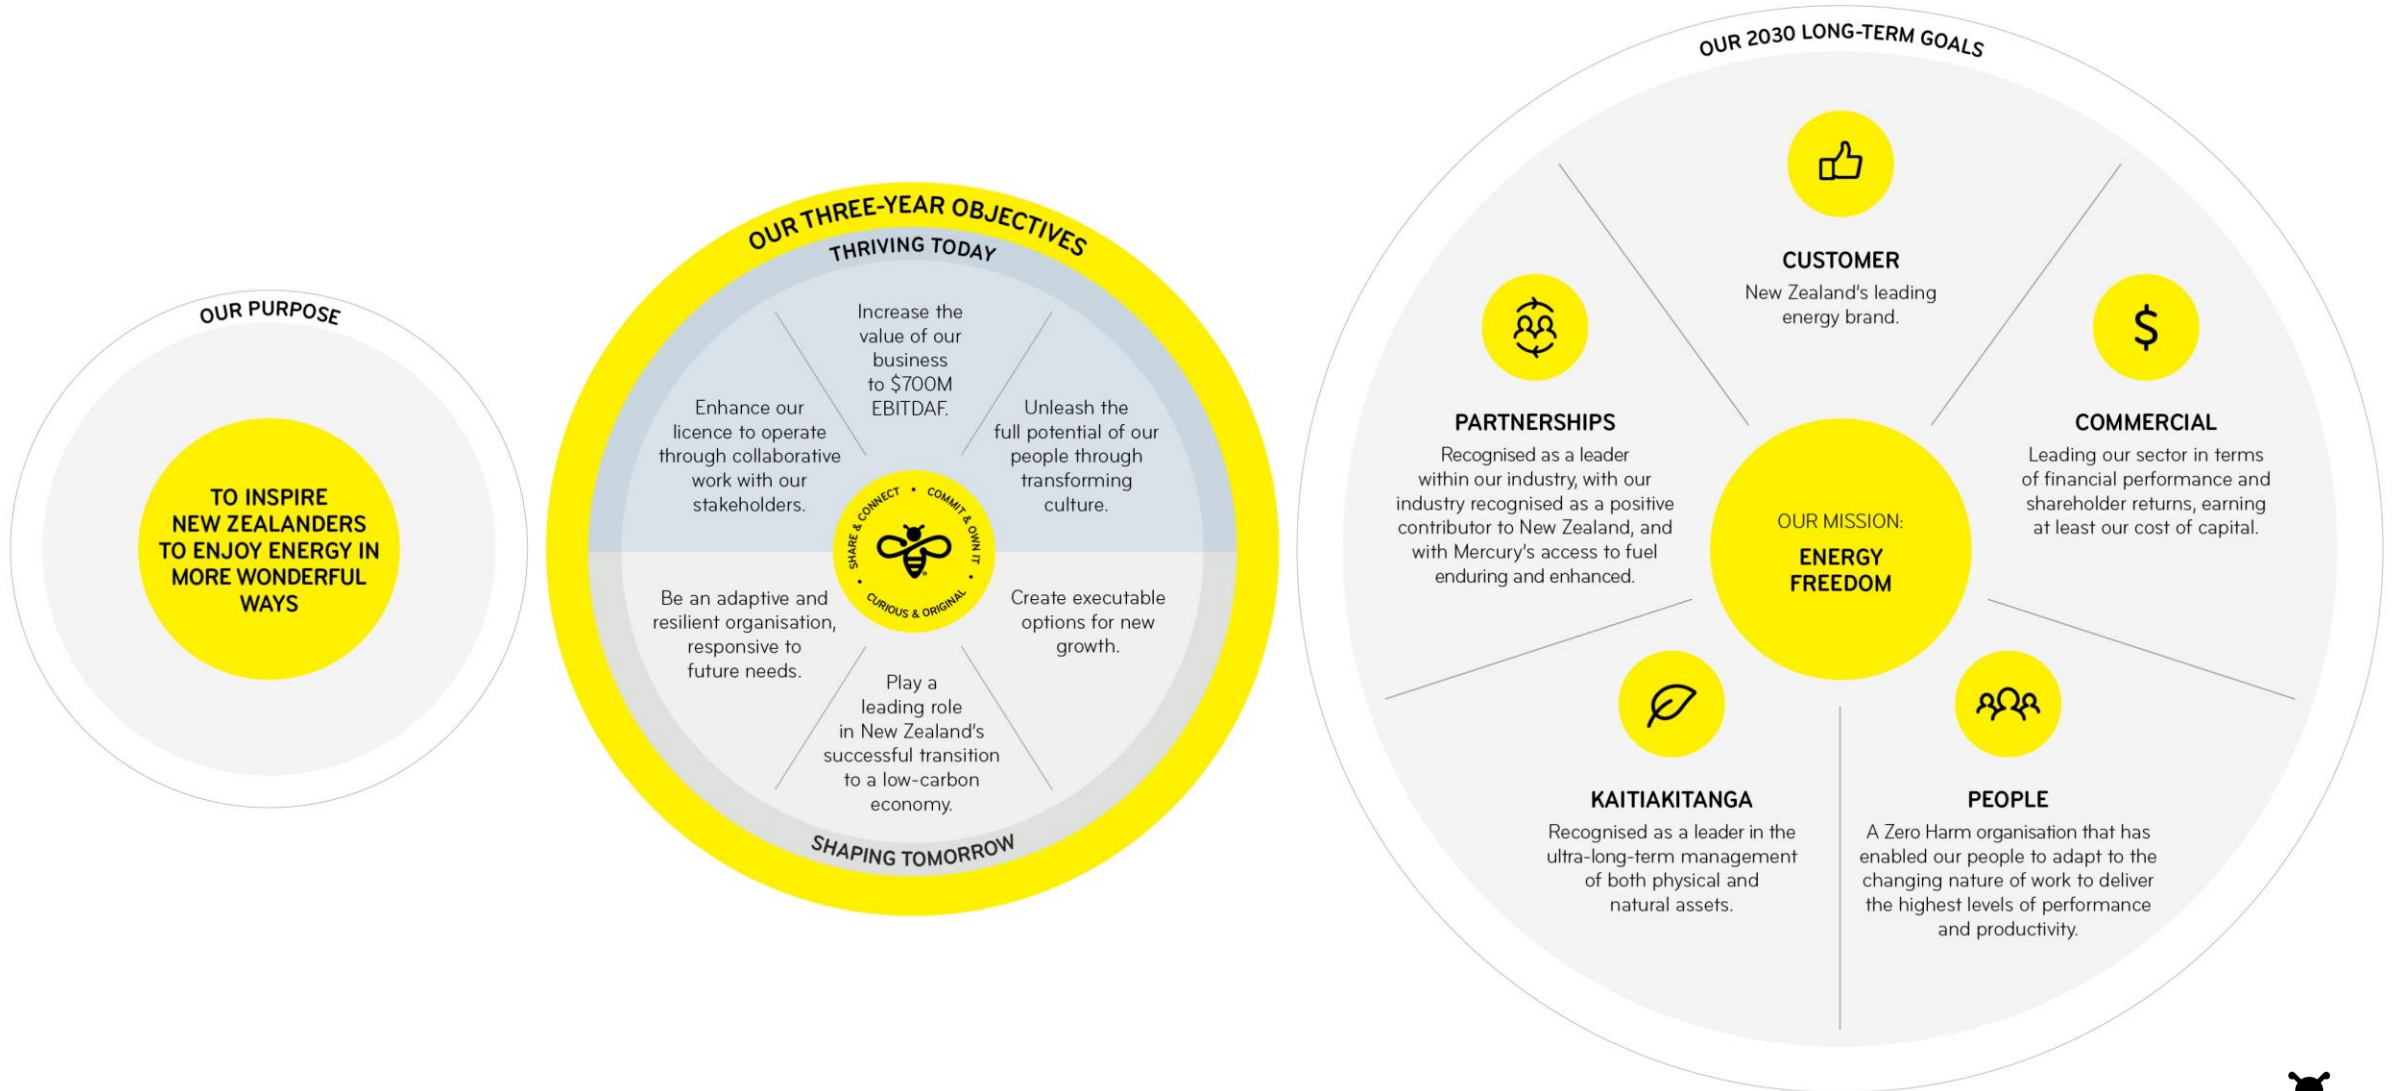 OUR PURPOSE
TO INSPIRE
NEW ZEALANDERS
TO ENJOY ENERGY IN
MORE WONDERFUL
WAYS
OUR THREE-YEAR OBJECTIVES
THRIVING TODAY
Increase the
value of our
business
to $700M
EBITDAF.
Enhance our
licence to operate
through collaborative
work with our
stakeholders.
Unleash the
full potential of our
people through
transforming
culture.
SHARE & CONNECT • COMMIT & OWN IT • CURIOUS & ORIGINAL •
Be an adaptive and
resilient organisation,
responsive to
future needs.
Create executable
options for new
growth.
Play a
leading role
in New Zealand's
successful transition
to a low-carbon
economy.
SHAPING TOMORROW
OUR 2030 LONG-TERM GOALS
CUSTOMER
New Zealand's leading
energy brand.
PARTNERSHIPS
Recognised as a leader
within our industry, with our
industry recognised as a positive
contributor to New Zealand, and
with Mercury's access to fuel
enduring and enhanced.
$
COMMERCIAL
Leading our sector in terms
of financial performance and
shareholder returns, earning
at least our cost of capital.
OUR MISSION:
ENERGY
FREEDOM
KAITIAKITANGA
Recognised as a leader in the
ultra-long-term management
of both physical and
natural assets.
PEOPLE
A Zero Harm organisation that has
enabled our people to adapt to the
changing nature of work to deliver
the highest levels of performance
and productivity.